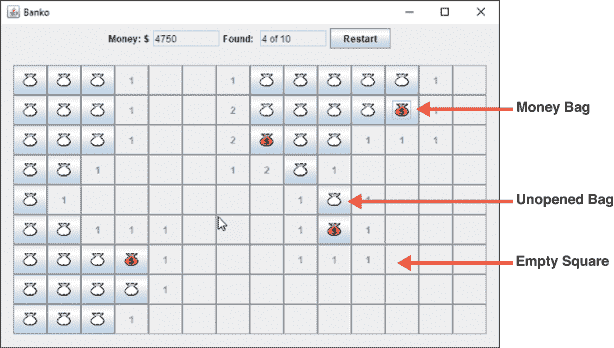 Banko
Money: $ 4750 Found: 4 of 10 Restart
1 1 1
1 2 1
Money Bag
1 2 1 1 1
1 1 2 1
1 1 1
Unopened Bag
1 1 1 1 1
1 1 1 1
Empty Square
1
1